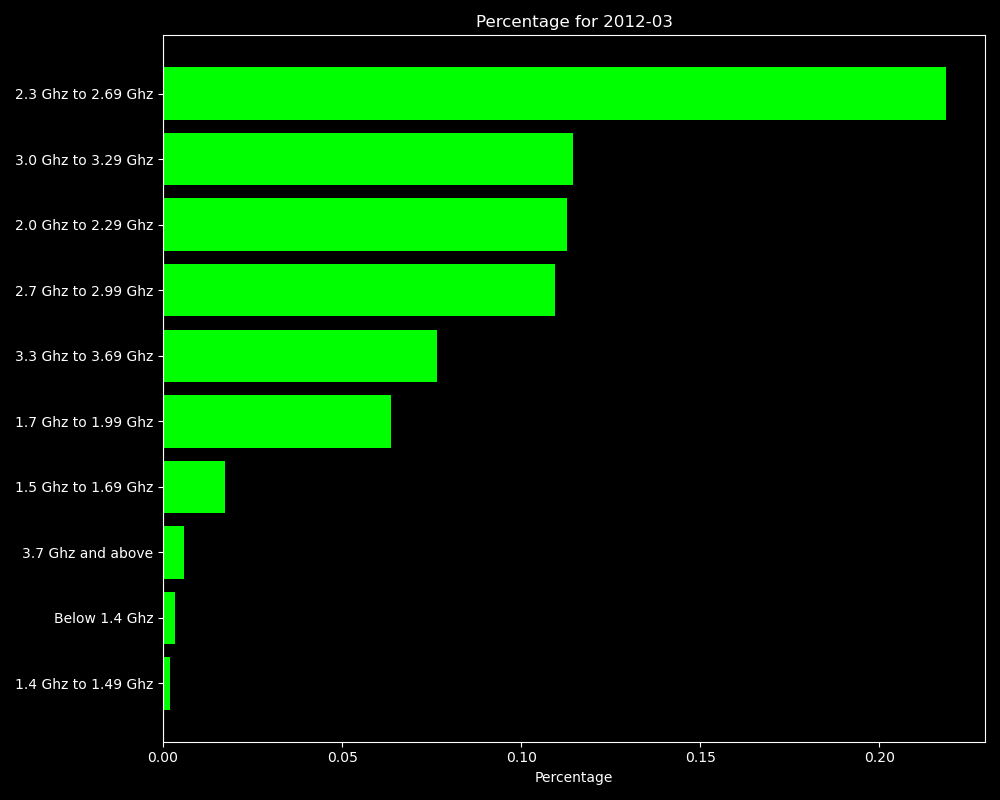 Percentage for 2012-03
2.3 Ghz to 2.69 Ghz
3.0 Ghz to 3.29 Ghz
2.0 Ghz to 2.29 Ghz
2.7 Ghz to 2.99 Ghz
3.3 Ghz to 3.69 Ghz
1.7 Ghz to 1.99 Ghz
1.5 Ghz to 1.69 Ghz
3.7 Ghz and above
Below 1.4 Ghz
1.4 Ghz to 1.49 Ghz
0.00 0.05 0.10 0.15 0.20
Percentage